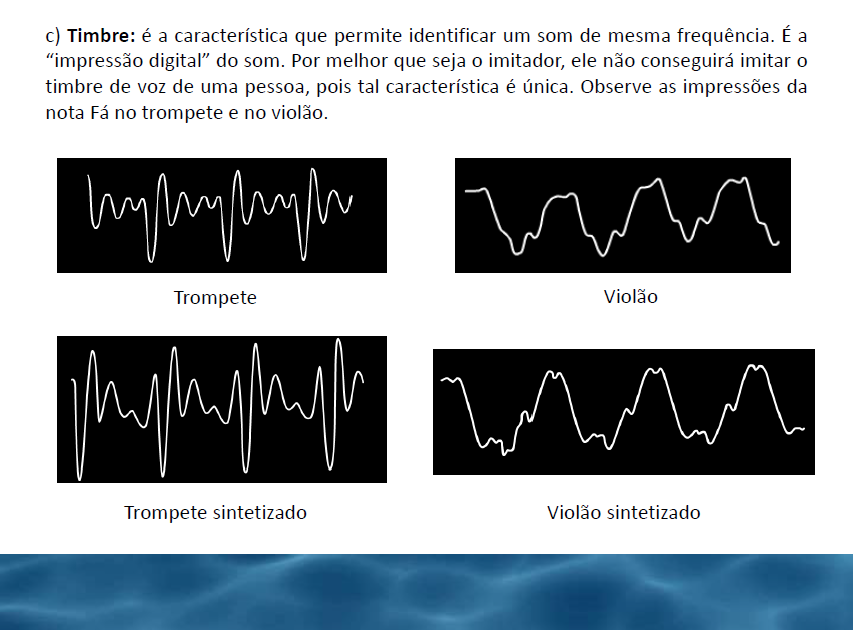 c) Timbre: é a característica que permite identificar um som de mesma frequência. É a
“impressão digital” do som. Por melhor que seja o imitador, ele não conseguirá imitar o
timbre de voz de uma pessoa, pois tal característica é única. Observe as impressões da
nota Fá no trompete e no violão.
Trompete
Violão
Trompete sintetizado
Violão sintetizado